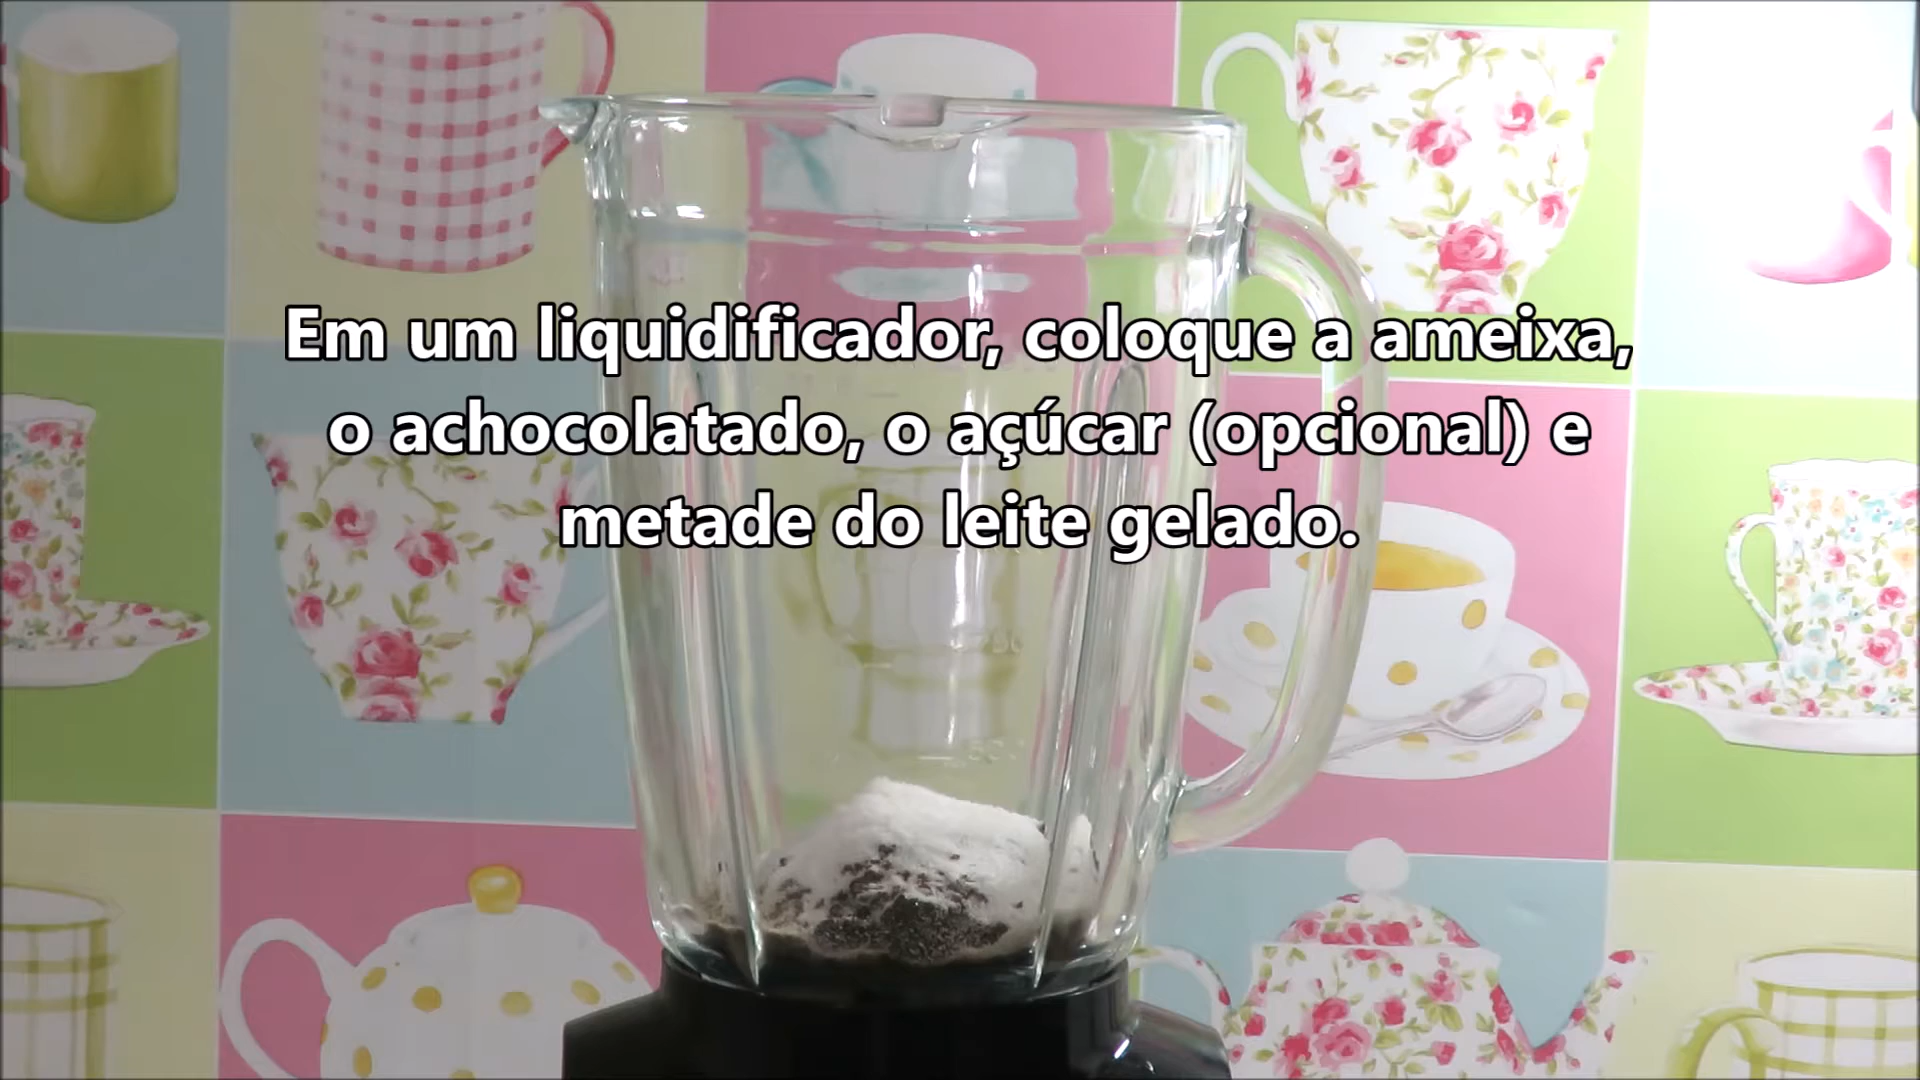 Em um liquidificador, coloque a ameixa,
o achocolatado, o açúcar (opcional) e
metade do leite gelado.